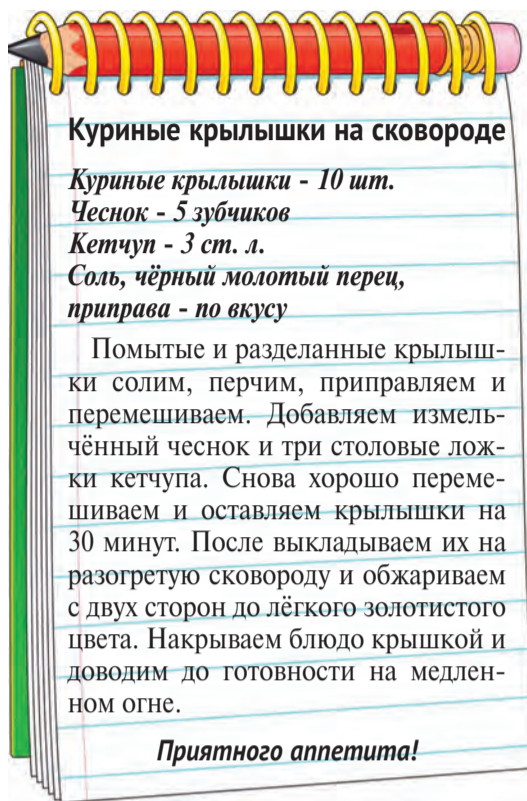 Куриные крылышки на сковороде
Куриные крылышки - 10 шт.
Чеснок - 5 зубчиков
Кетчуп - 3 ст. л.
Соль, чёрный молотый перец,
приправа - по вкусу
Помытые и разделанные крылыш-
ки солим, перчим, приправляем и
перемешиваем. Добавляем измель-
чённый чеснок и три столовые лож-
ки кетчупа. Снова хорошо переме-
шиваем и оставляем крылышки на
30 минут. После выкладываем их на
разогретую сковороду и обжариваем
с двух сторон до лёгкого золотистого
цвета. Накрываем блюдо крышкой и
доводим до готовности на медлен-
ном огне.
Приятного аппетита!